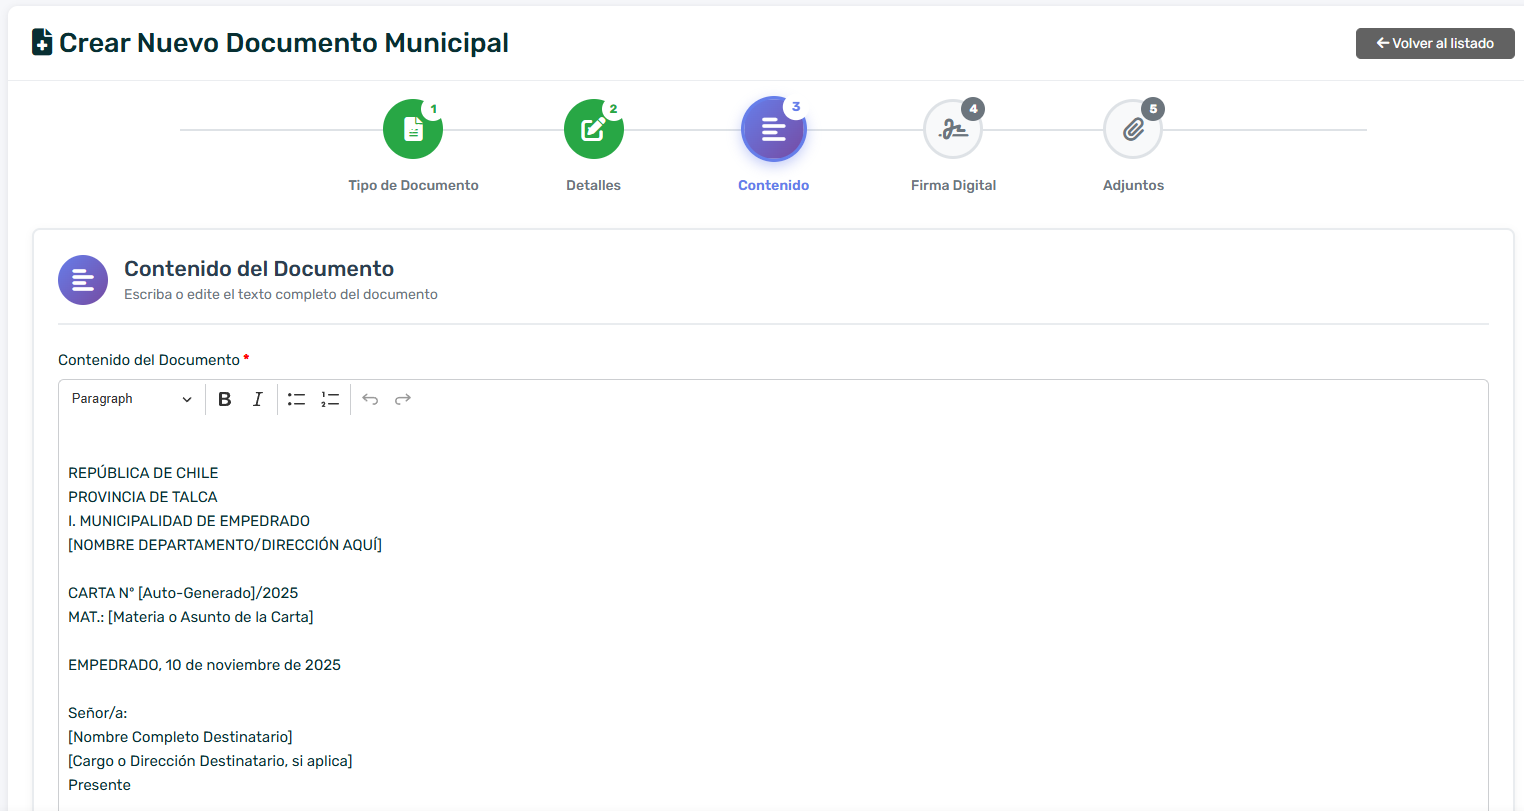 Crear Nuevo Documento Municipal
Volver al listado
1
2
3
4
5
Tipo de Documento
Detalles
Contenido
Firma Digital
Adjuntos
Contenido del Documento
Escriba o edite el texto completo del documento
Contenido del Documento *
Paragraph
B I
REPÚBLICA DE CHILE
PROVINCIA DE TALCA
I. MUNICIPALIDAD DE EMPEDRADO
[NOMBRE DEPARTAMENTO/DIRECCIÓN AQUÍ]
CARTA N° [Auto-Generado]/2025
MAT.: [Materia o Asunto de la Carta]
EMPEDRADO, 10 de noviembre de 2025
Señor/a:
[Nombre Completo Destinatario]
[Cargo o Dirección Destinatario, si aplica]
Presente